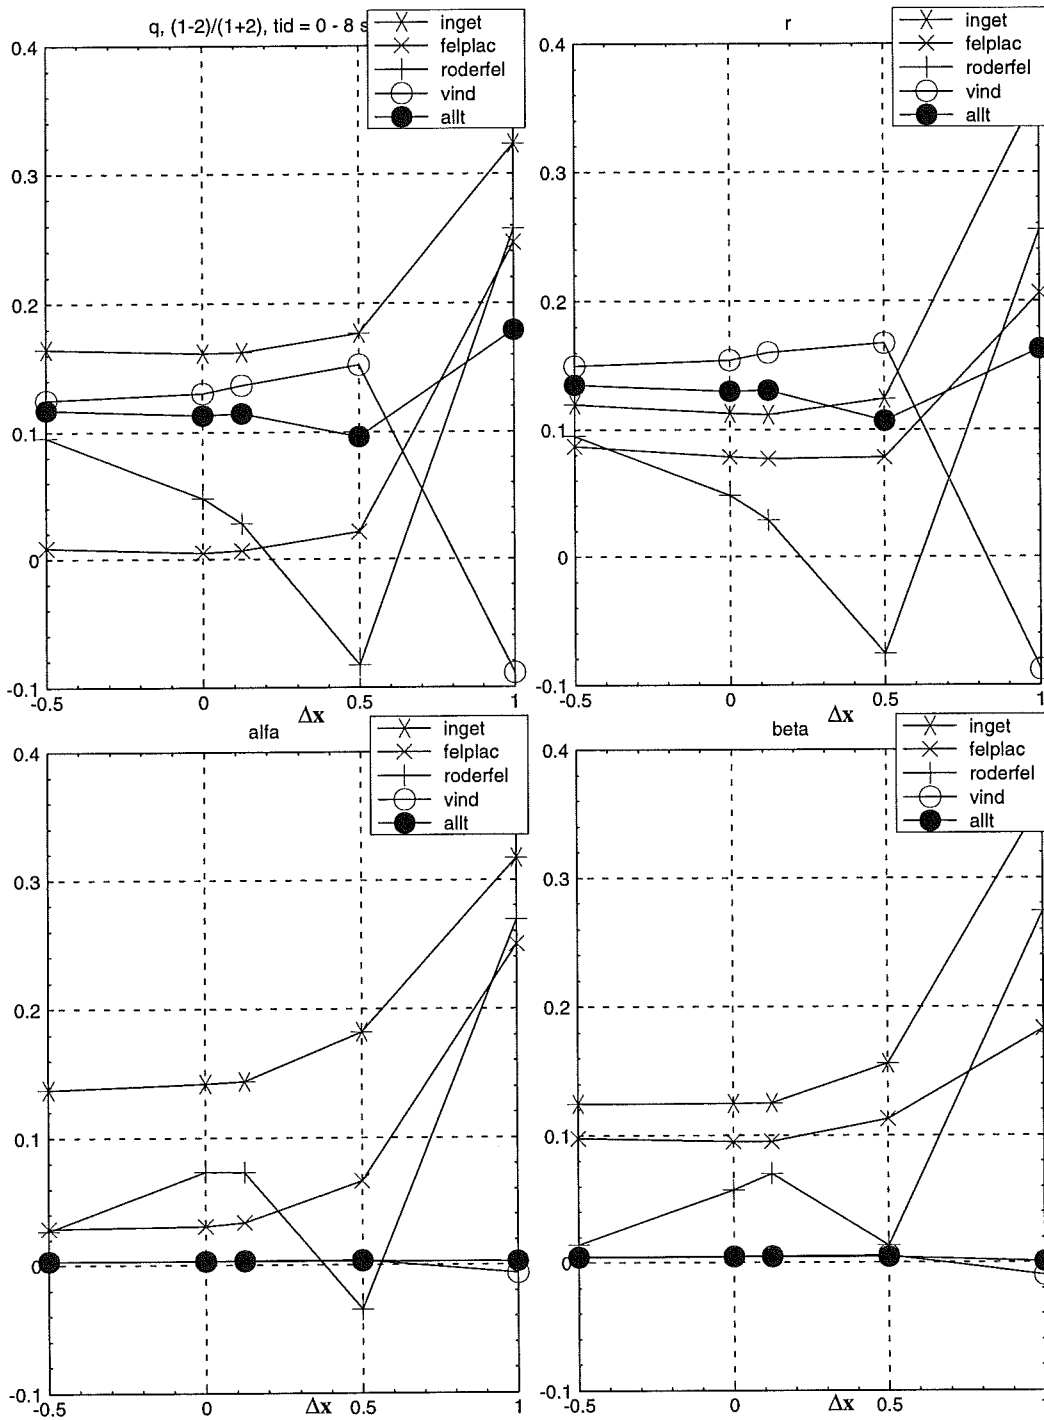 q, (1-2)/(1+2), tid = 0 - 8 s
inget
felplac
roderfel
vind
allt
0.4
0.3
0.2
0.1
0
-0.1
-0.5
0
0.5
1
Δx
r
inget
felplac
roderfel
vind
allt
0.4
0.3
0.2
0.1
0
-0.1
-0.5
0
0.5
1
Δx
alfa
inget
felplac
roderfel
vind
allt
0.4
0.3
0.2
0.1
0
-0.1
-0.5
0
Δx
0.5
1
beta
inget
felplac
roderfel
vind
allt
0.4
0.3
0.2
0.1
0
-0.1
-0.5
0
Δx
0.5
1